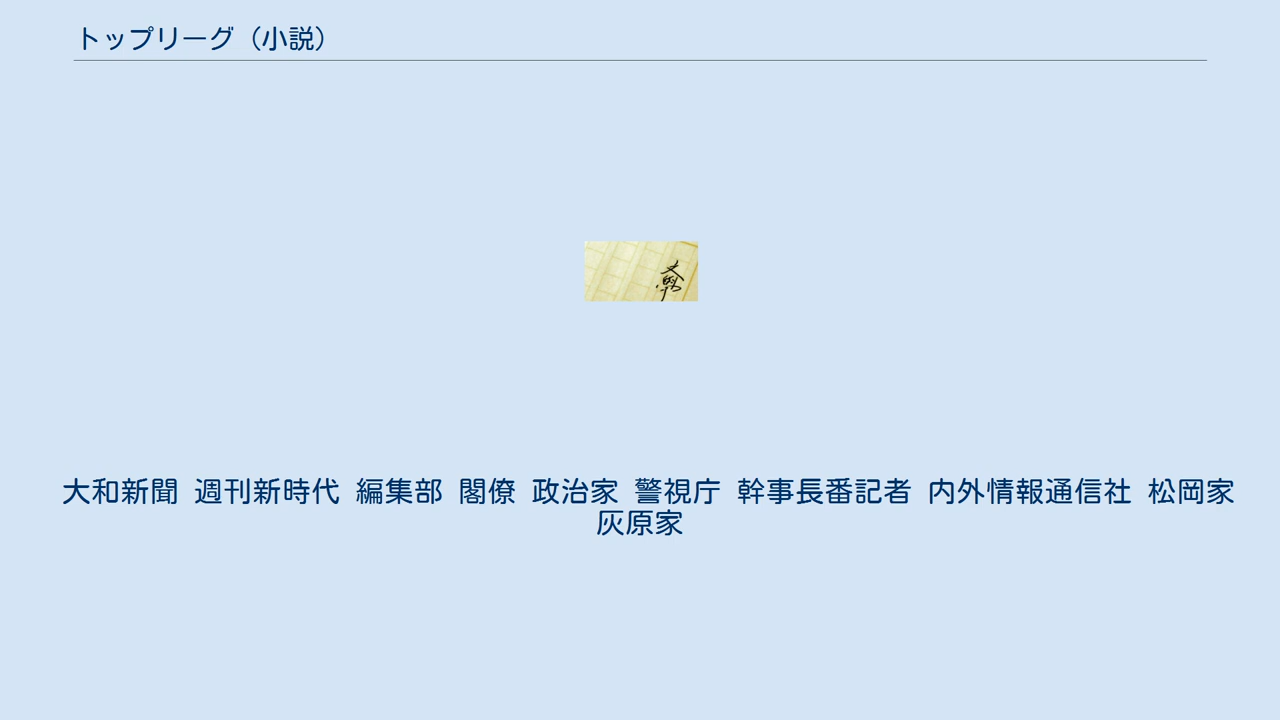 トップリーグ（小説）
大和新聞 週刊新時代 編集部 閣僚 政治家 警視庁 幹事長番記者 内外情報通信社 松岡家
灰原家